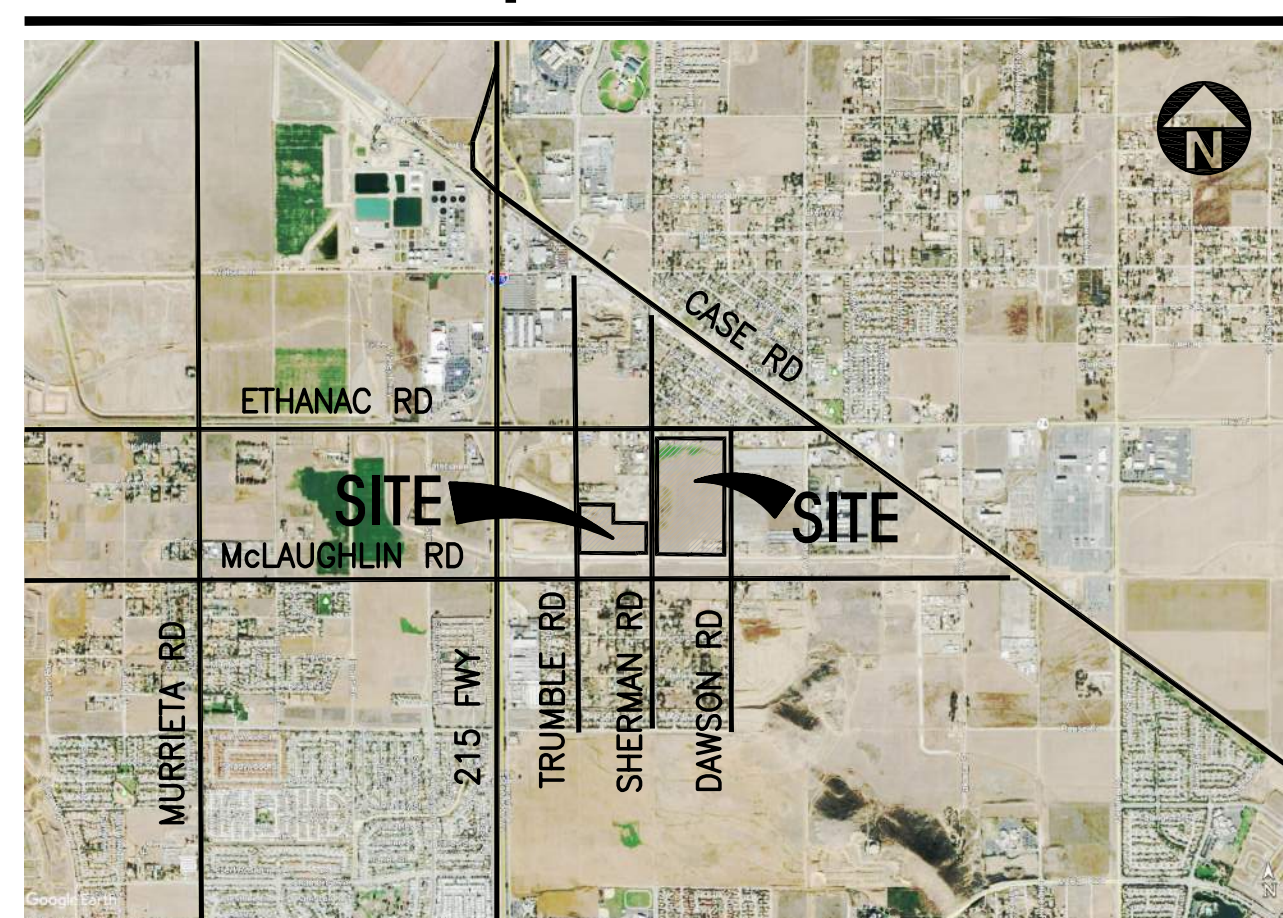 N
CASE RD
ETHANAC RD
SITE
SITE
McLAUGHLIN RD
MURRIETA RD
215 FWY
TRUMBLE RD
SHERMAN RD
DAWSON RD
Google Earth
N